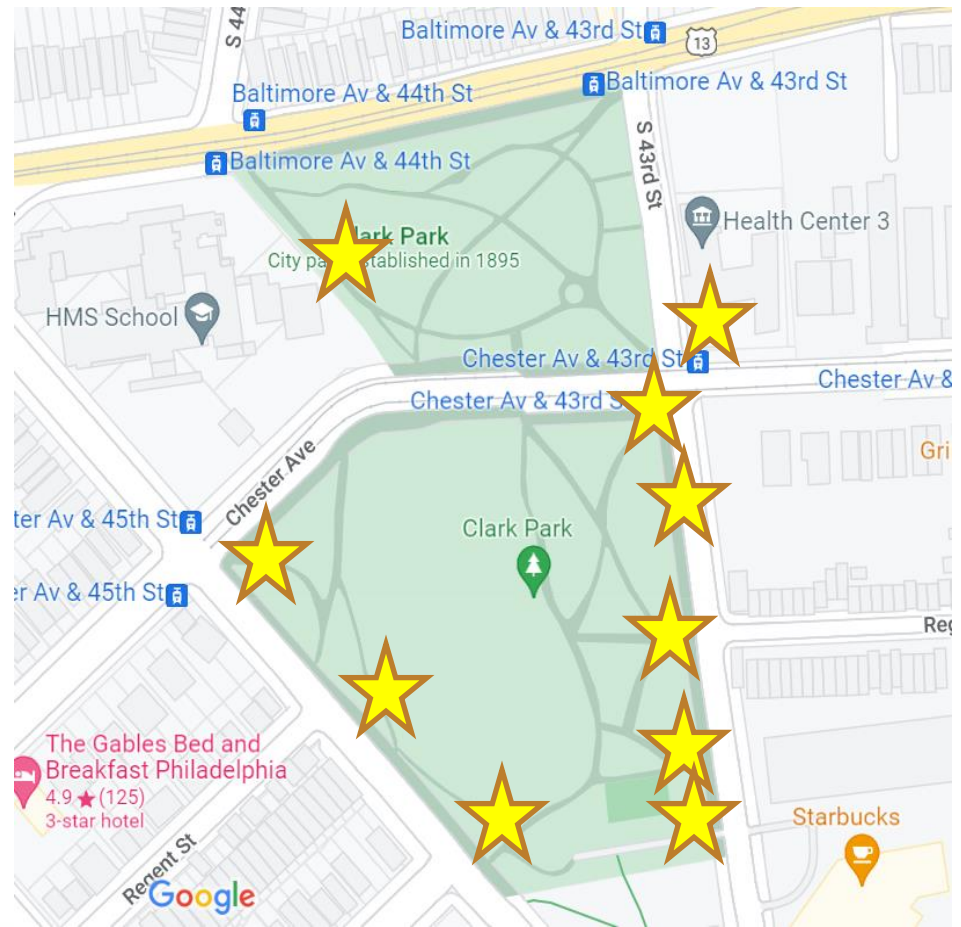 S 44
Baltimore Av & 43rd St
13
Baltimore Av & 43rd St
Baltimore Av & 44th St
Baltimore Av & 44th St
S 43rd St
Health Center 3
lark Park
City pa stablished in 1895
HMS School
Chester Av & 43rd St
Chester Av &
Chester Av & 43rd S
Gri
Chester Ave
ter Av & 45th St
Clark Park
er Av & 45th St
Reg
The Gables Bed and
Breakfast Philadelphia
4.9 ★ (125)
3-star hotel
Starbucks
Regent St
Google